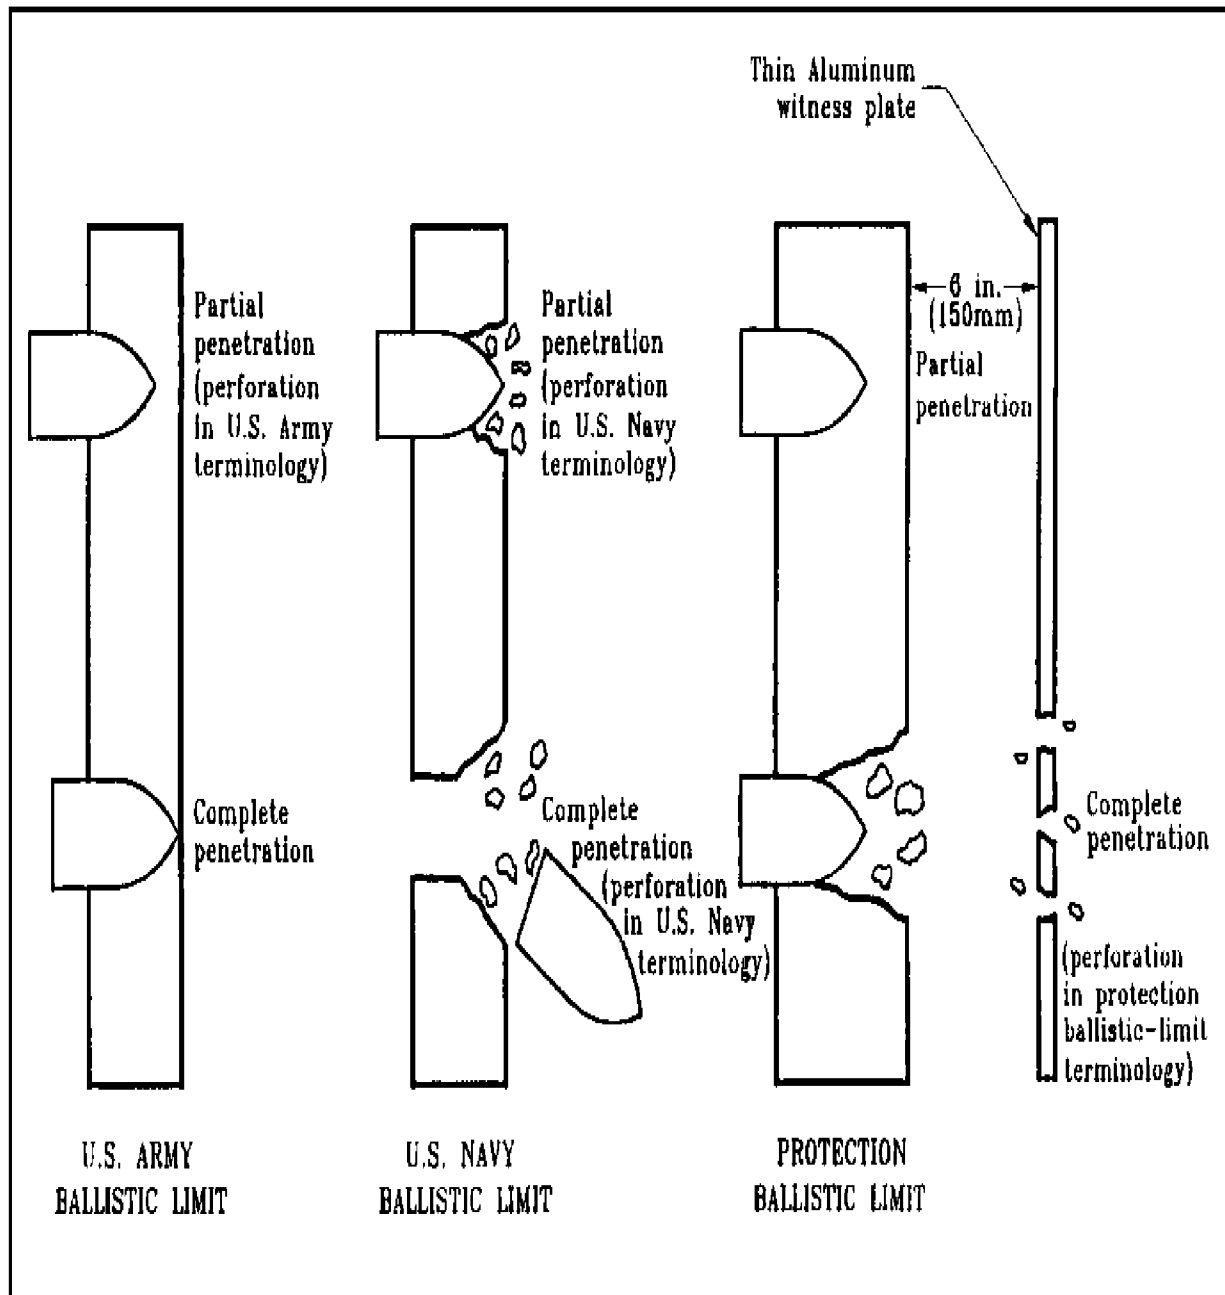 Thin Aluminum
witness plate
Partial
penetration
(perforation
in U.S. Army
terminology)
Partial
penetration
(perforation
in U.S. Navy
terminology)
6 in.
(150mm)
Partial
penetration
Complete
penetration
Complete
penetration
(perforation
in U.S. Navy
terminology)
Complete
penetration
(perforation
in protection
ballistic-limit
terminology)
U.S. ARMY
BALLISTIC LIMIT
U.S. NAVY
BALLISTIC LIMIT
PROTECTION
BALLISTIC LIMIT